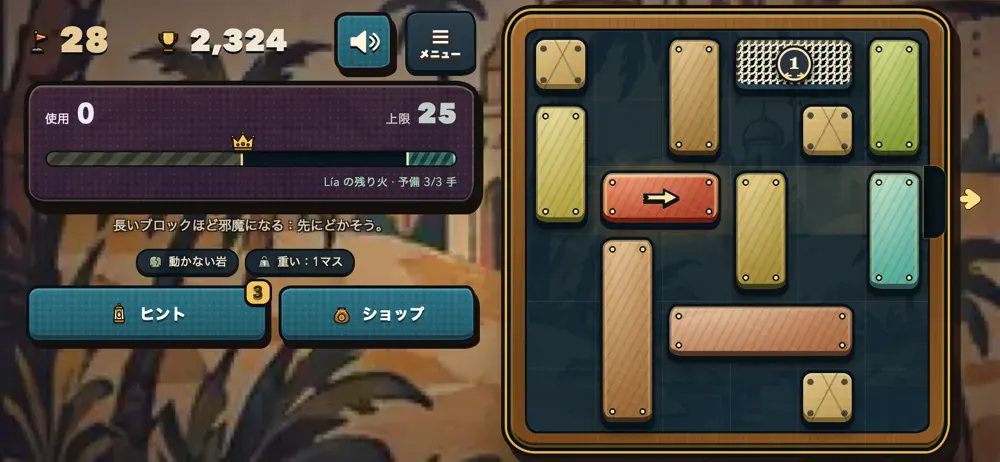 28
2,324
メニュー
使用 0
上限 25
Lía の残り火 · 予備 3/3 手
長いブロックほど邪魔になる：先にどかそう。
動かない岩
重い：1マス
ヒント
3
ショップ
1